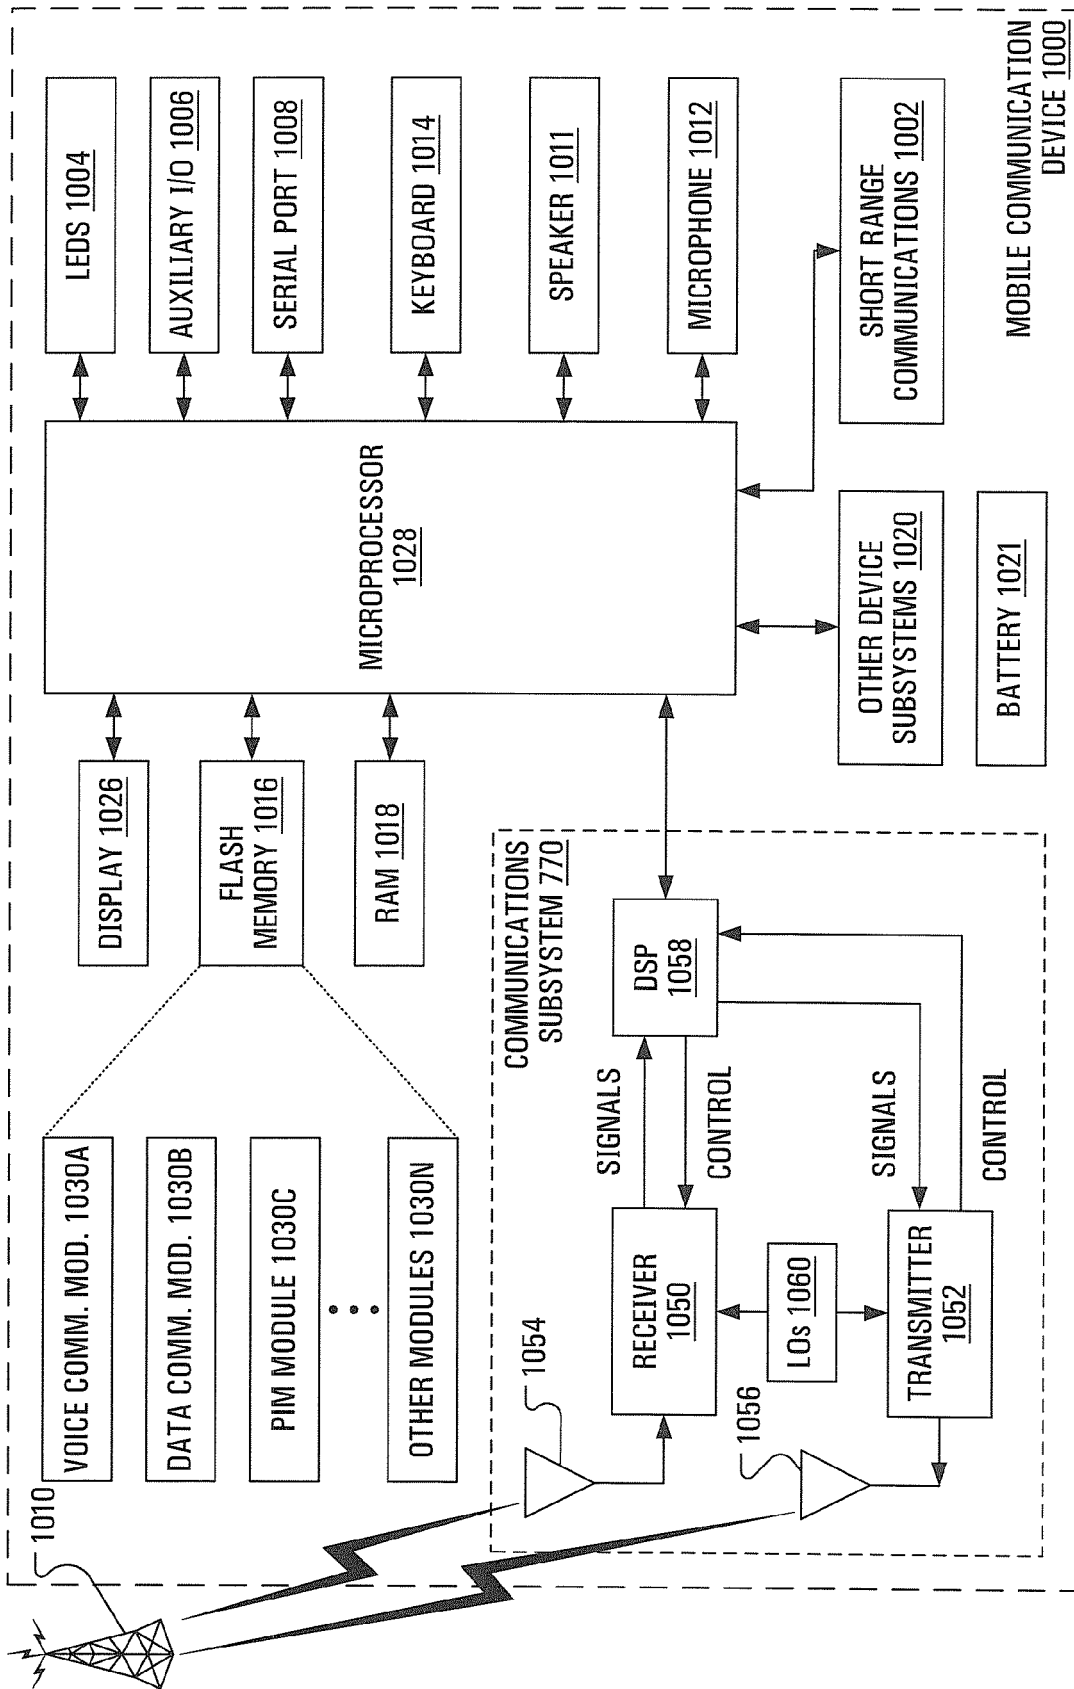 1010
VOICE COMM. MOD. 1030A
DATA COMM. MOD. 1030B
PIM MODULE 1030C
OTHER MODULES 1030N
DISPLAY 1026
FLASH
MEMORY 1016
RAM 1018
MICROPROCESSOR
1028
LEDS 1004
AUXILIARY I/O 1006
SERIAL PORT 1008
KEYBOARD 1014
SPEAKER 1011
MICROPHONE 1012
SHORT RANGE
COMMUNICATIONS 1002
OTHER DEVICE
SUBSYSTEMS 1020
BATTERY 1021
COMMUNICATIONS
SUBSYSTEM 770
1054
RECEIVER
1050
SIGNALS
CONTROL
DSP
1058
1056
LOs 1060
TRANSMITTER
1052
SIGNALS
CONTROL
MOBILE COMMUNICATION
DEVICE 1000